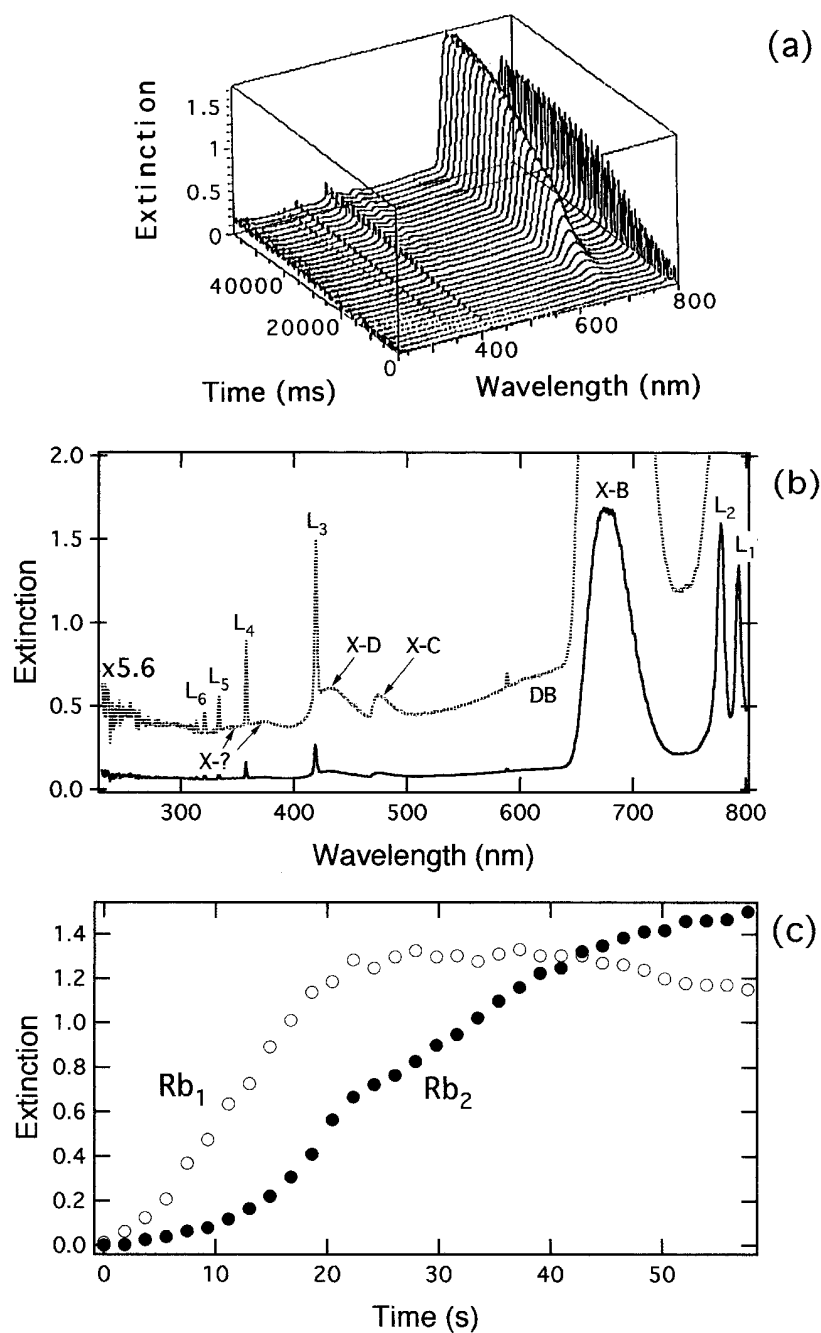 (a)
Extinction
1.5
1
0.5
0
40000
20000
0
Time (ms)
400
600
800
Wavelength (nm)
(b)
Extinction
2.0
1.5
1.0
0.5
0.0
x5.6
L6
L5
L4
L3
X-?
X-D
X-C
DB
X-B
L2
L1
300
400
500
600
700
800
Wavelength (nm)
(c)
Extinction
1.4
1.2
1.0
0.8
0.6
0.4
0.2
0.0
Rb1
Rb2
0
10
20
30
40
50
Time (s)